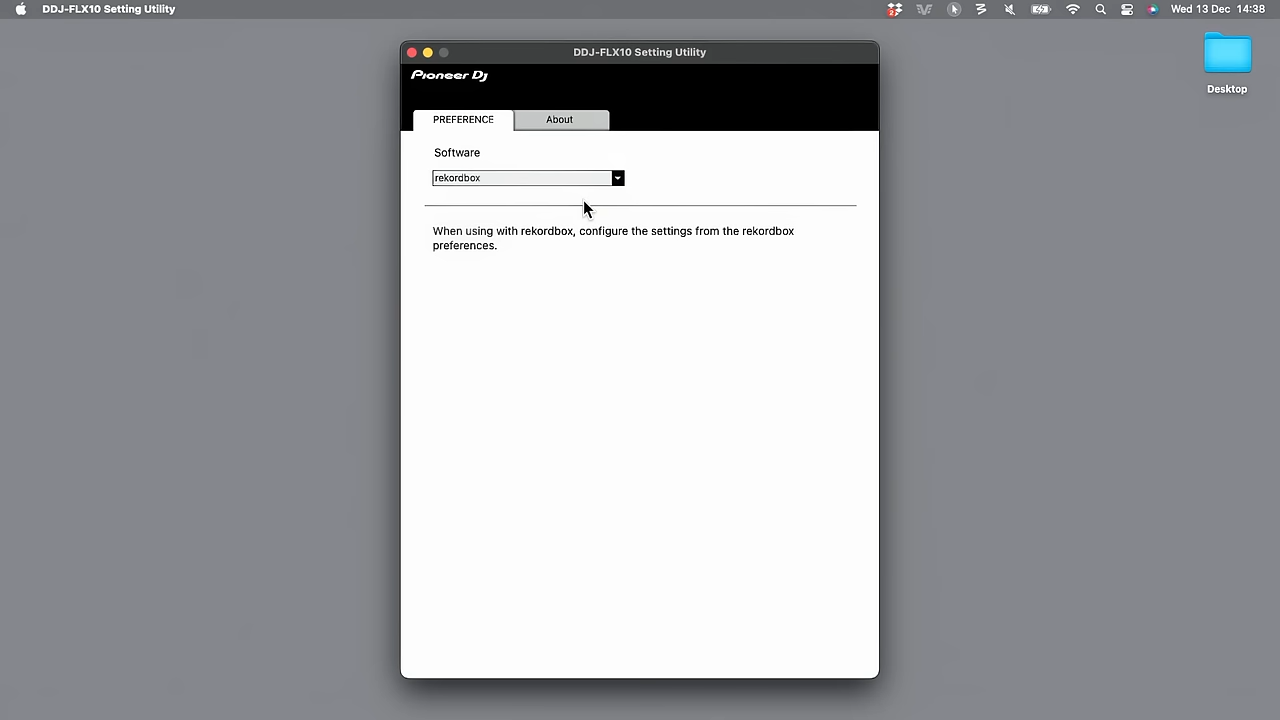 DDJ-FLX10 Setting Utility
Wed 13 Dec 14:38
2
DDJ-FLX10 Setting Utility
Pioneer Dj
PREFERENCE
About
Desktop
Software
rekordbox
When using with rekordbox, configure the settings from the rekordbox
preferences.